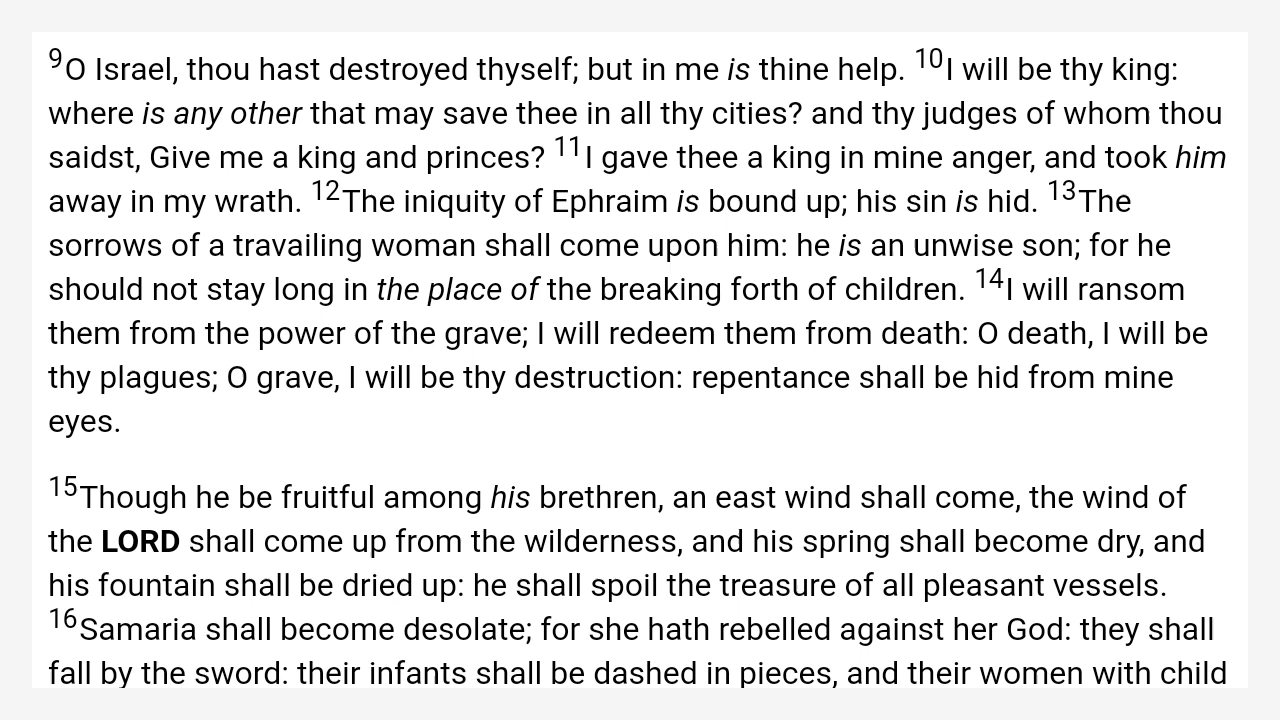 9O Israel, thou hast destroyed thyself; but in me is thine help. 10I will be thy king:
where is any other that may save thee in all thy cities? and thy judges of whom thou
saidst, Give me a king and princes? 11I gave thee a king in mine anger, and took him
away in my wrath. 12The iniquity of Ephraim is bound up; his sin is hid. 13The
sorrows of a travailing woman shall come upon him: he is an unwise son; for he
should not stay long in the place of the breaking forth of children. 14I will ransom
them from the power of the grave; I will redeem them from death: O death, I will be
thy plagues; O grave, I will be thy destruction: repentance shall be hid from mine
eyes.
15Though he be fruitful among his brethren, an east wind shall come, the wind of
the LORD shall come up from the wilderness, and his spring shall become dry, and
his fountain shall be dried up: he shall spoil the treasure of all pleasant vessels.
16Samaria shall become desolate; for she hath rebelled against her God: they shall
fall by the sword: their infants shall be dashed in pieces, and their women with child